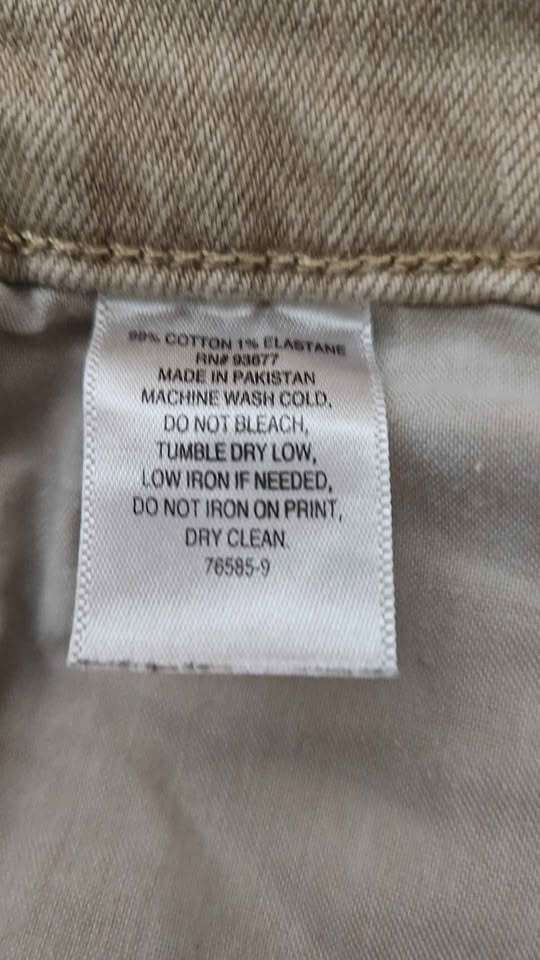 99% COTTON 1% ELASTANE
RN# 93677
MADE IN PAKISTAN
MACHINE WASH COLD,
DO NOT BLEACH,
TUMBLE DRY LOW,
LOW IRON IF NEEDED,
DO NOT IRON ON PRINT,
DRY CLEAN.
76585-9